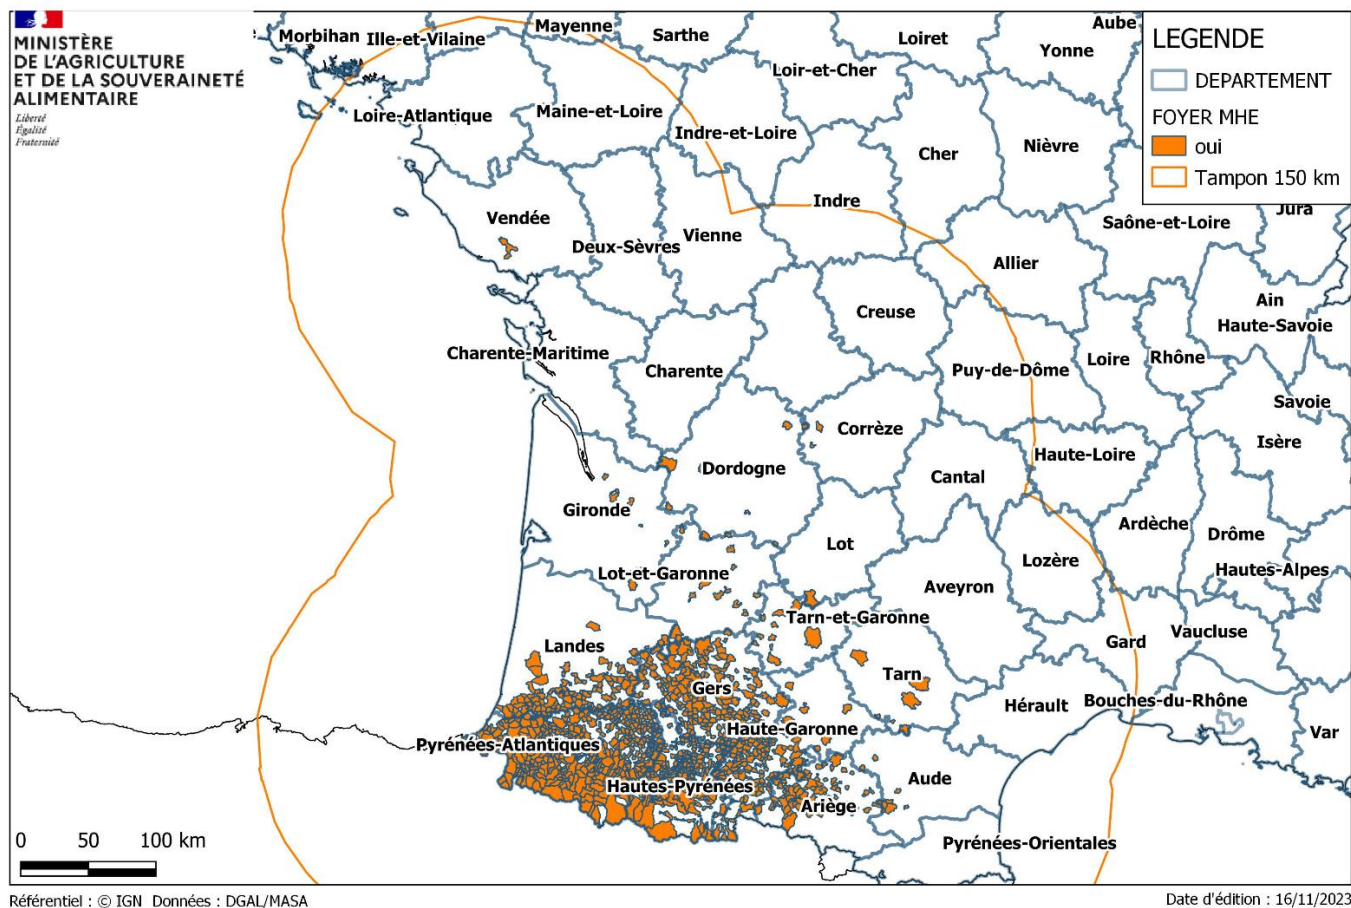 MINISTÈRE
DE L'AGRICULTURE
ET DE LA SOUVERAINETÉ
ALIMENTAIRE
Liberté
Égalité
Fraternité
Morbihan
Ille-et-Vilaine
Mayenne
Sarthe
Loiret
Yonne
Aube
Loir-et-Cher
Loire-Atlantique
Maine-et-Loire
Indre-et-Loire
Cher
Nièvre
Indre
Vendée
Deux-Sèvres
Vienne
Saône-et-Loire
Jura
Allier
Creuse
Ain
Haute-Savoie
Charente-Maritime
Charente
Puy-de-Dôme
Loire
Rhône
Savoie
Isère
Corrèze
Dordogne
Haute-Loire
Cantal
Gironde
Ardèche
Drôme
Lot
Lozère
Hautes-Alpes
Lot-et-Garonne
Aveyron
Tarn-et-Garonne
Gard
Vaucluse
Landes
Tarn
Gers
Hérault
Bouches-du-Rhône
Haute-Garonne
Var
Pyrénées-Atlantiques
Hautes-Pyrénées
Aude
Ariège
Pyrénées-Orientales
LEGENDE
DEPARTEMENT
FOYER MHE
oui
Tampon 150 km
0 50 100 km
Référentiel : © IGN Données : DGAL/MASA
Date d'édition : 16/11/2023